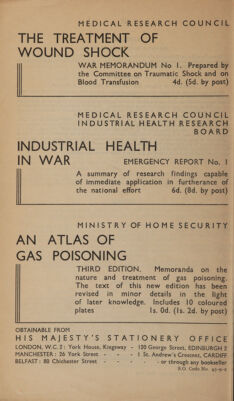 MEDICAL RESEARCH COUNCIL
THE TREATMENT OF
WOUND SHOCK
WAR MEMORANDUM No 1. Prepared by
the Committee on Traumatic Shock and on
Blood Transfusion 4d. (5d. by post)
MEDICAL RESEARCH COUNCIL
INDUSTRIAL HEALTH RESEARCH
BOARD
INDUSTRIAL HEALTH
IN WAR EMERGENCY REPORT No. 1
A summary of research findings capable
of immediate application in furtherance of
the national effort 6d. (8d. by post)
MINISTRY OF HOME SECURITY
AN ATLAS OF
GAS POISONING
THIRD EDITION. Memoranda on the
nature and treatment of gas poisoning.
The text of this new edition has been
revised in minor details in the light
of later knowledge. Includes 10 coloured
plates 1s. 0d. (1s. 2d. by post)
OBTAINABLE FROM
HIS MAJESTY'S STATIONERY OFFICE
LONDON, W.C.2: York House, Kingsway - 120 George Street, EDINBURGH 2
MANCHESTER: 26 York Street - - - 1 St. Andrew's Crescent, CARDIFF
BELFAST: 80 Chichester Street - - - - or through any bookseller
S.O. Code No.